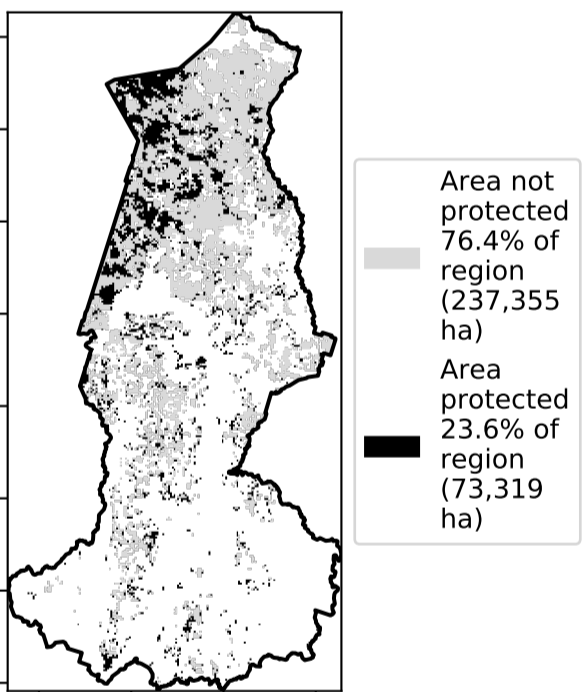 Area not
protected
76.4% of
region
(237,355
ha)
Area
protected
23.6% of
region
(73,319
ha)